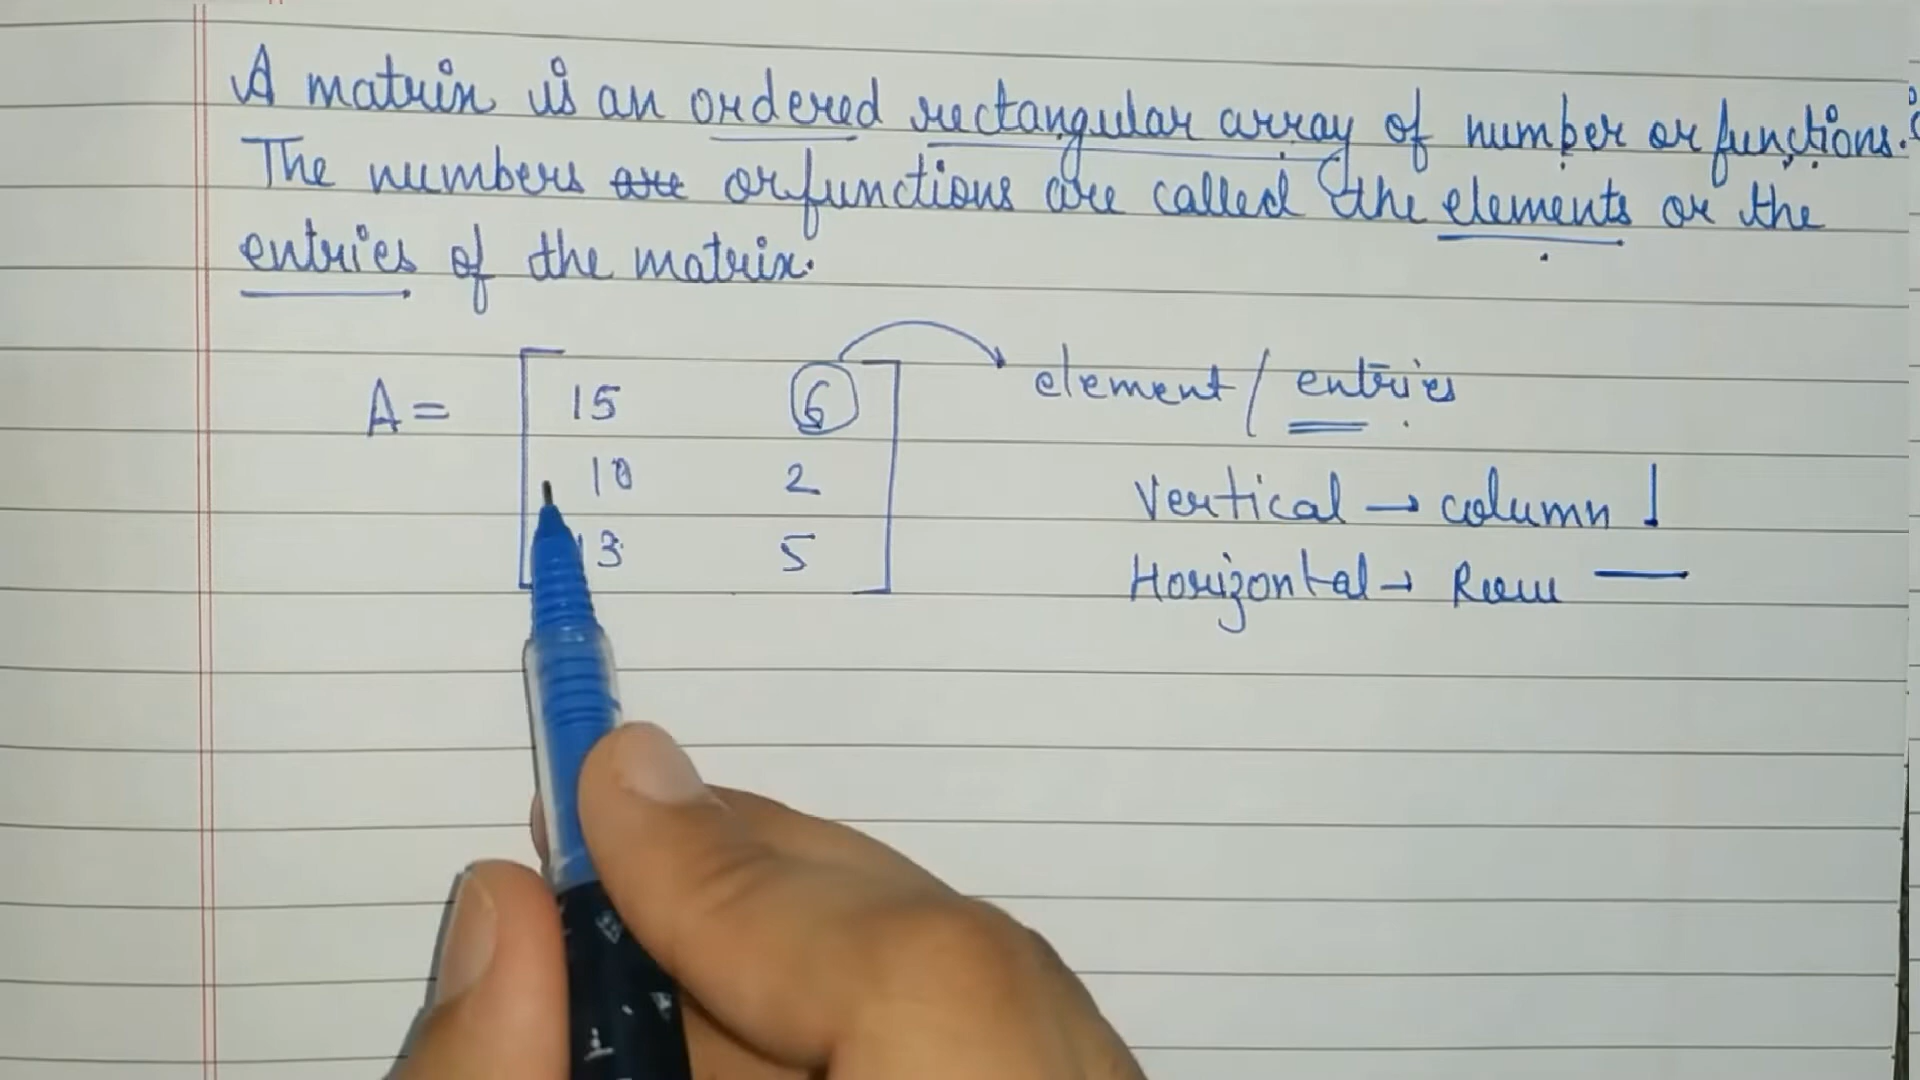 A matrix is an ordered rectangular array of number or functions.
The numbers are or functions are called the elements or the
entries of the matrix.
A = [ 15 6 → element / entries
10 2
13 5 ]
Vertical → column
Horizontal → Row —